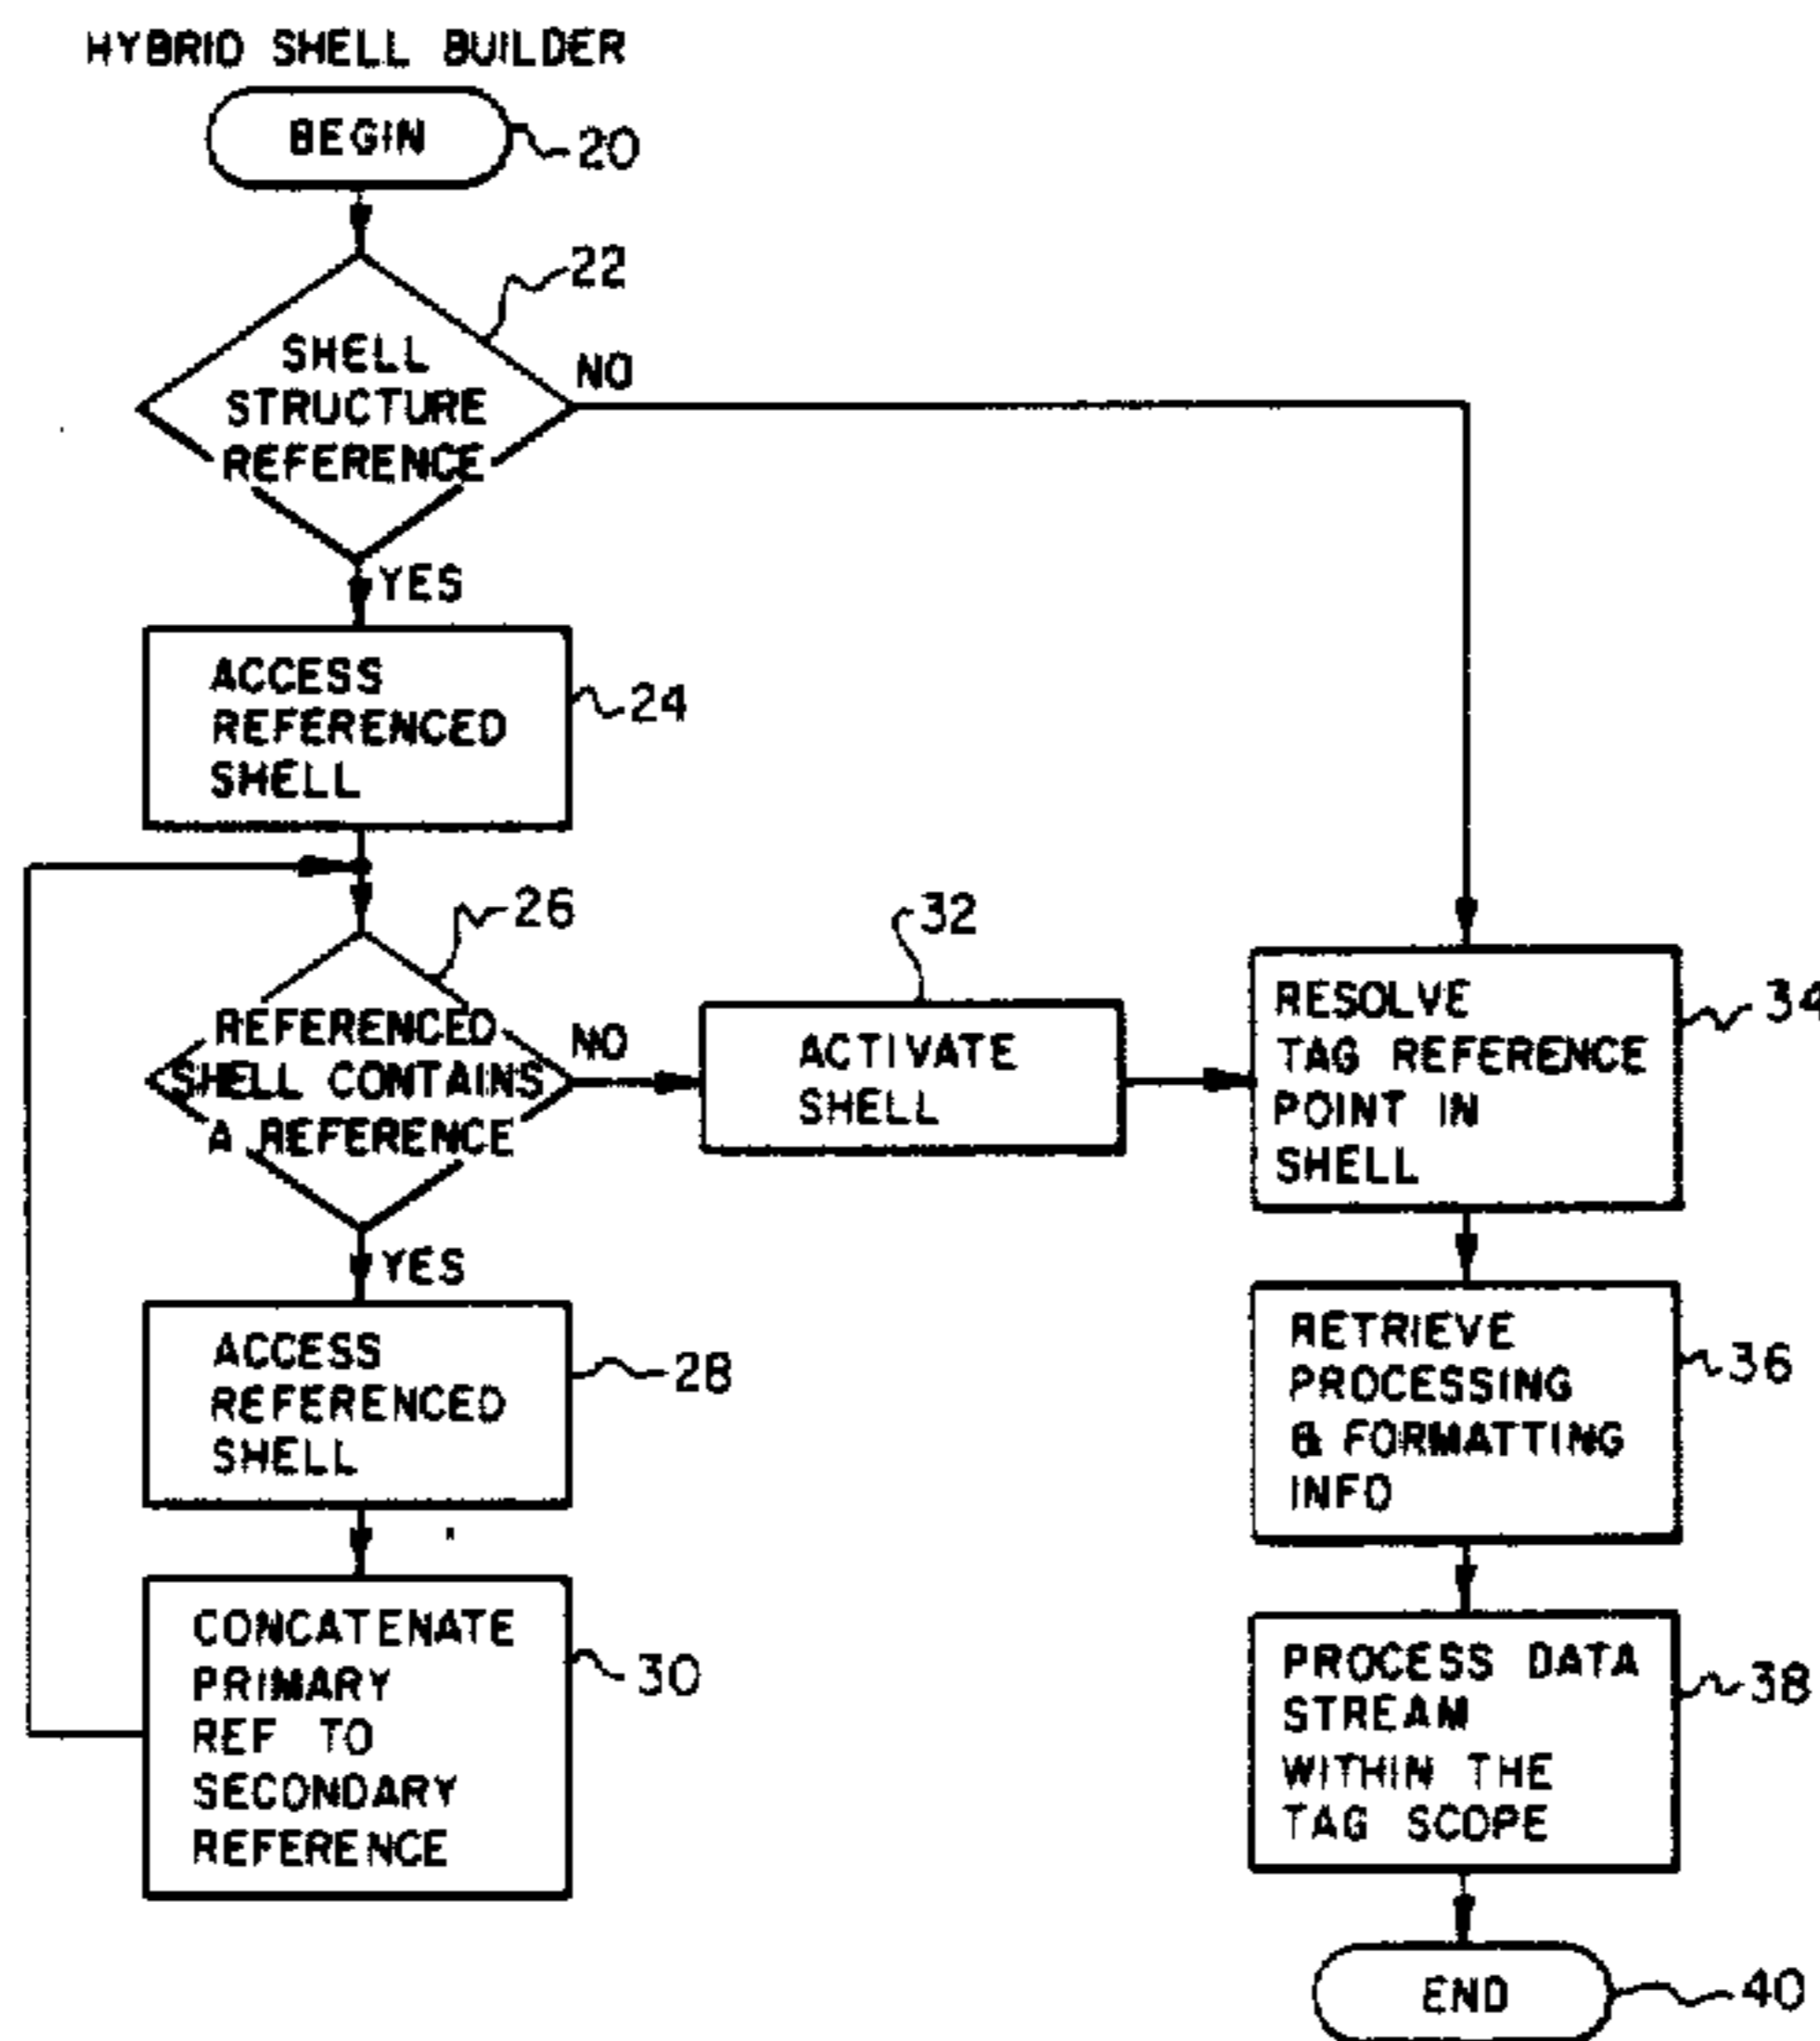 HYBRID SHELL BUILDER
BEGIN
20
22
SHELL
STRUCTURE
REFERENCE
NO
YES
ACCESS
REFERENCED
SHELL
24
26
REFERENCED
SHELL CONTAINS
A REFERENCE
NO
YES
32
ACTIVATE
SHELL
RESOLVE
TAG REFERENCE
POINT IN
SHELL
34
ACCESS
REFERENCED
SHELL
28
RETRIEVE
PROCESSING
& FORMATTING
INFO
36
CONCATENATE
PRIMARY
REF TO
SECONDARY
REFERENCE
30
PROCESS DATA
STREAM
WITHIN THE
TAG SCOPE
38
END
40